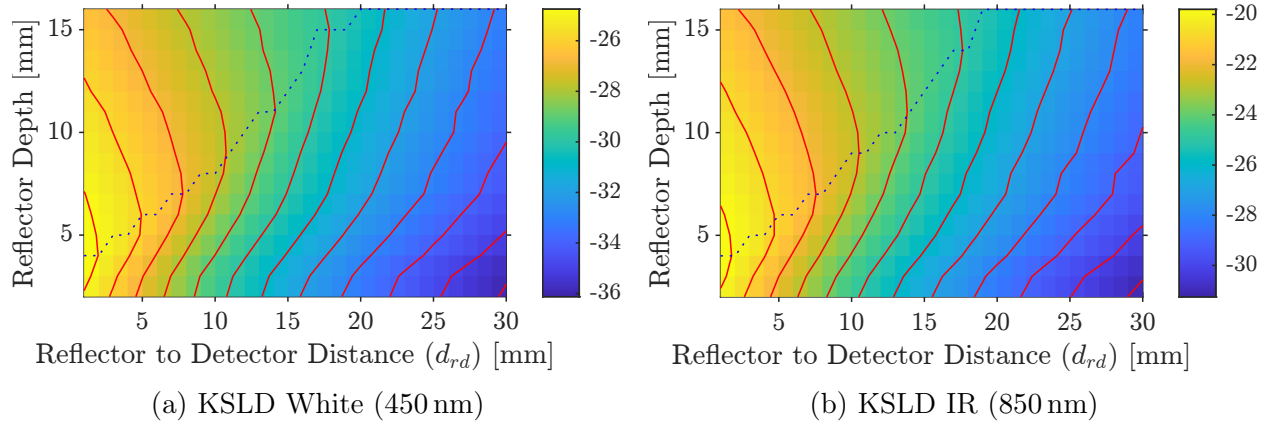 15
10
5
Reflector Depth [mm]
5 10 15 20 25 30
Reflector to Detector Distance (d_rd) [mm]
-26
-28
-30
-32
-34
-36
(a) KSLD White (450 nm)
15
10
5
Reflector Depth [mm]
5 10 15 20 25 30
Reflector to Detector Distance (d_rd) [mm]
-20
-22
-24
-26
-28
-30
(b) KSLD IR (850 nm)